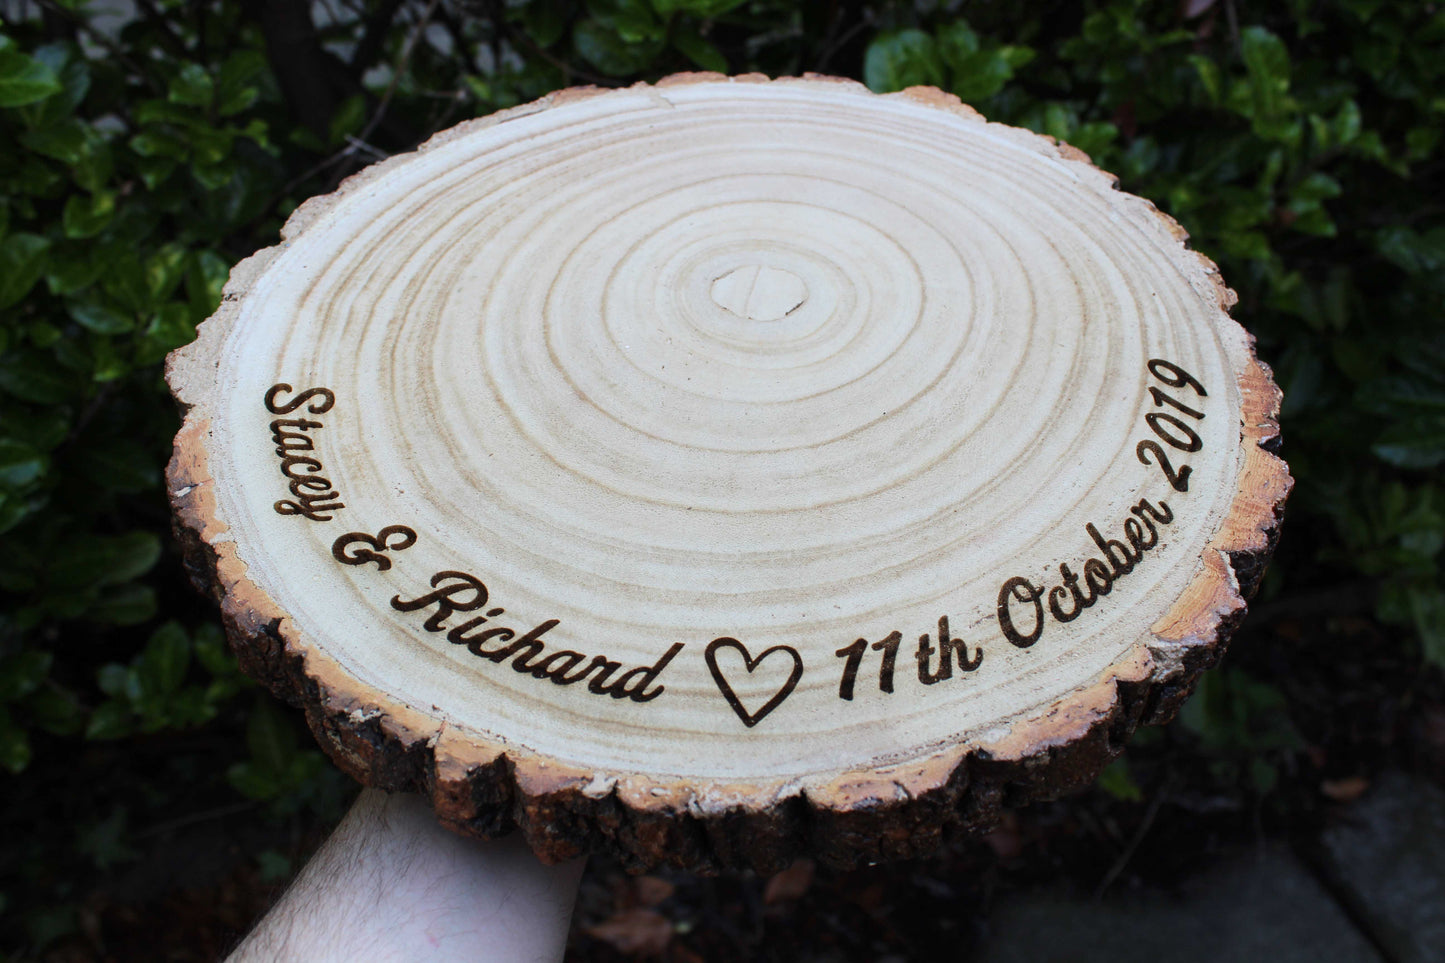 Stacey & Richard ♡ 11th October 2019